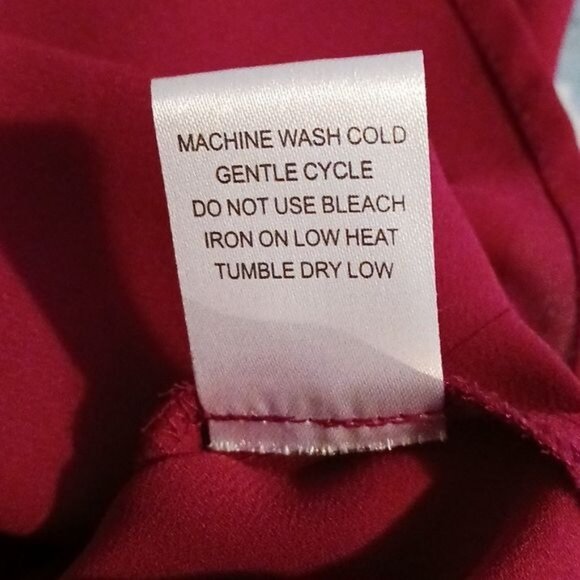 MACHINE WASH COLD
GENTLE CYCLE
DO NOT USE BLEACH
IRON ON LOW HEAT
TUMBLE DRY LOW